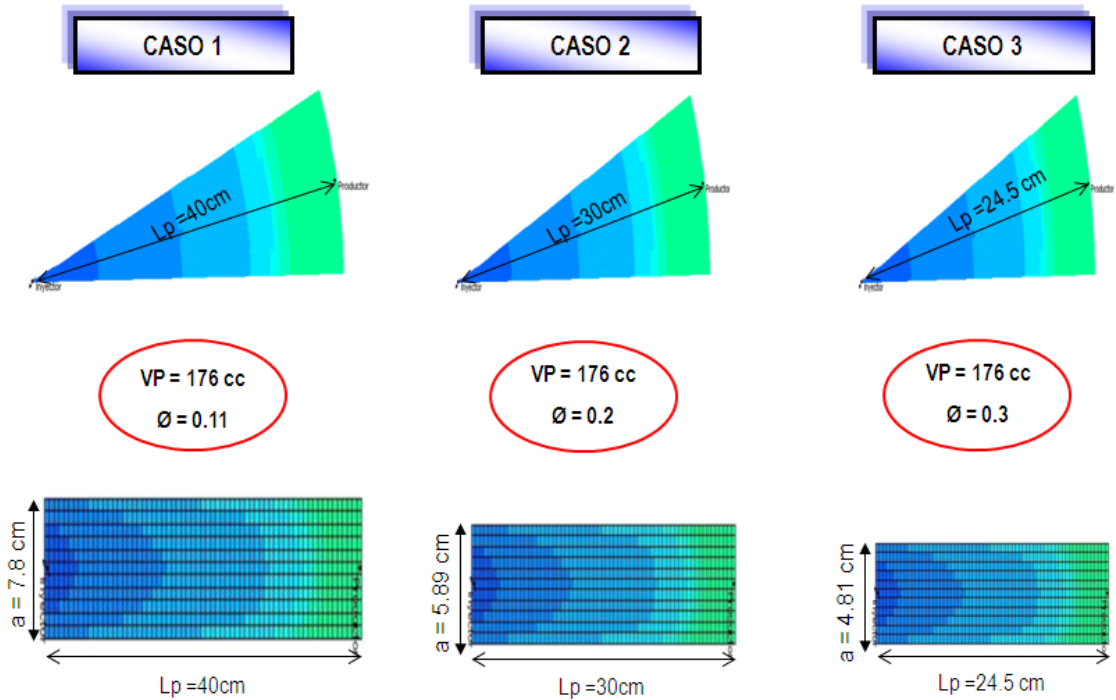 CASO 1
CASO 2
CASO 3
Lp =40cm
Productor
Inyector
Lp =30cm
Productor
Inyector
Lp =24.5 cm
Productor
Inyector
VP = 176 cc
Ø = 0.11
VP = 176 cc
Ø = 0.2
VP = 176 cc
Ø = 0.3
a = 7.8 cm
a = 5.89 cm
a = 4.81 cm
Lp =40cm
Lp =30cm
Lp =24.5 cm